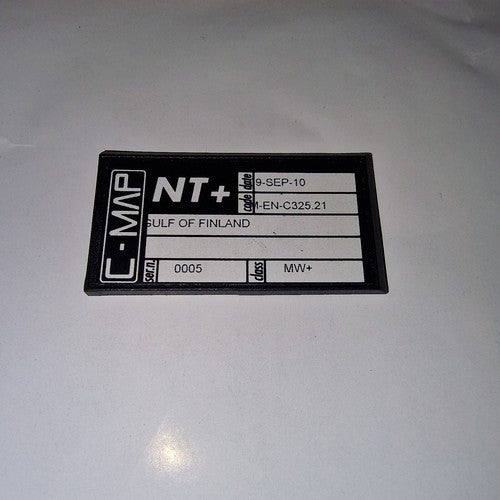 C-MAP
NT+
date 9-SEP-10
code M-EN-C325.21
GULF OF FINLAND
ser.n. 0005 class MW+